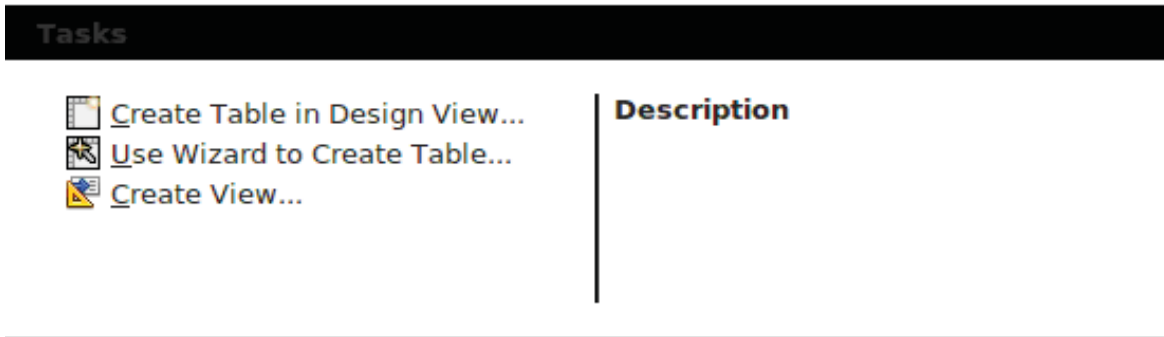 Tasks
Create Table in Design View...
Use Wizard to Create Table...
Create View...
Description